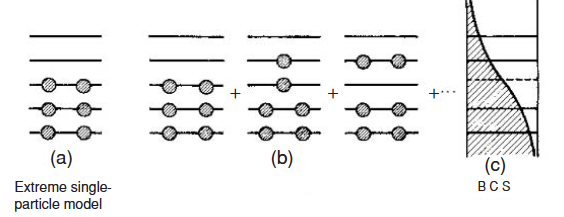 + + +...
(a) (b) (c)
Extreme single-
particle model
B C S